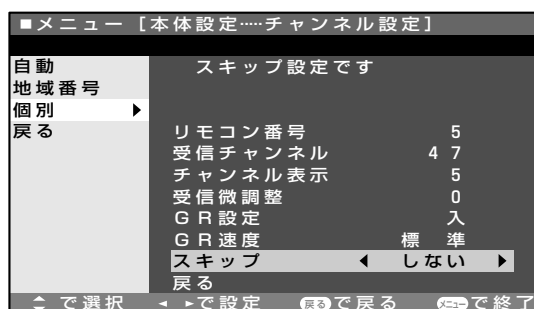 ■メニュー [本体設定……チャンネル設定]
自動
地域番号
個別 ▶
戻る
スキップ設定です
リモコン番号 5
受信チャンネル 47
チャンネル表示 5
受信微調整 0
GR設定 入
GR速度 標 準
スキップ ◀ しない ▶
戻る
で選択 ◀ ▶で設定 戻るで戻る メニューで終了